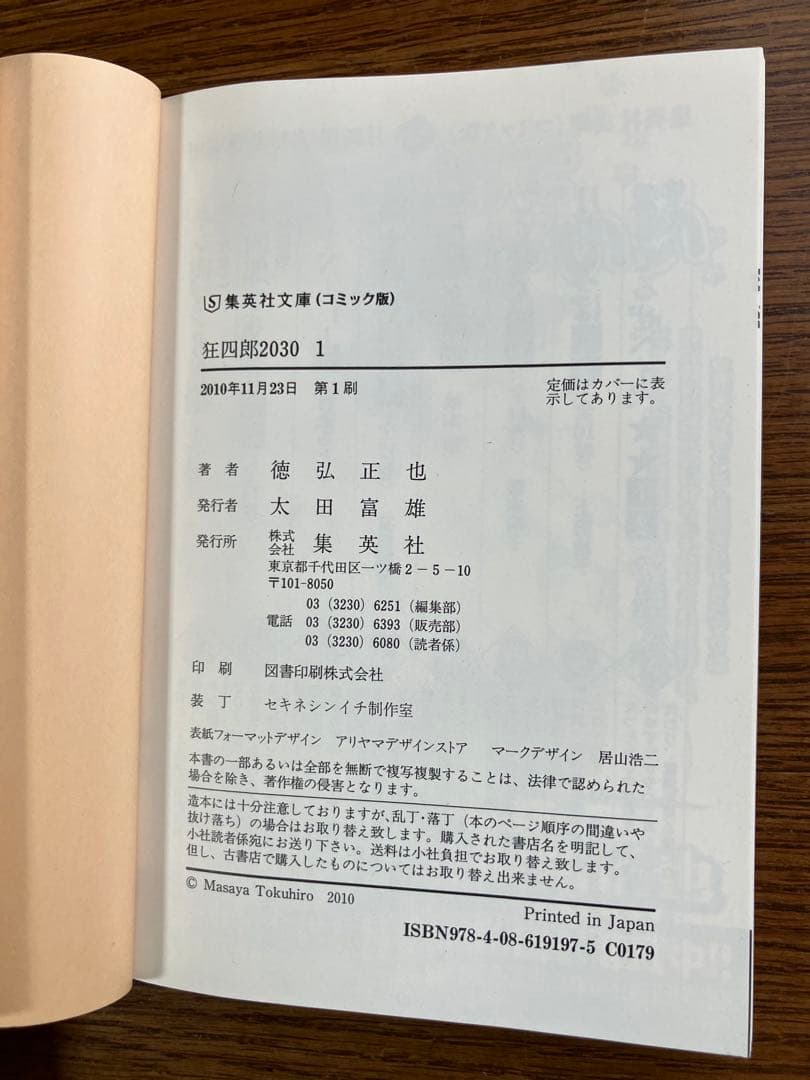 S 集英社文庫(コミック版)
狂四郎2030 1
2010年11月23日 第1刷
定価はカバーに表
示してあります。
著者 徳弘正也
発行者 太田富雄
発行所 株式会社 集英社
東京都千代田区一ツ橋2-5-10
〒101-8050
03 (3230) 6251 (編集部)
電話 03 (3230) 6393 (販売部)
03 (3230) 6080 (読者係)
印刷 図書印刷株式会社
装丁 セキネシンイチ制作室
表紙フォーマットデザイン アリヤマデザインストア マークデザイン 居山浩二
本書の一部あるいは全部を無断で複写複製することは、法律で認められた
場合を除き、著作権の侵害となります。
造本には十分注意しておりますが、乱丁・落丁(本のページ順序の間違いや
抜け落ち)の場合はお取り替え致します。購入された書店名を明記して、
小社読者係宛にお送り下さい。送料は小社負担でお取り替え致します。
但し、古書店で購入したものについてはお取り替え出来ません。
© Masaya Tokuhiro 2010
Printed in Japan
ISBN978-4-08-619197-5 C0179